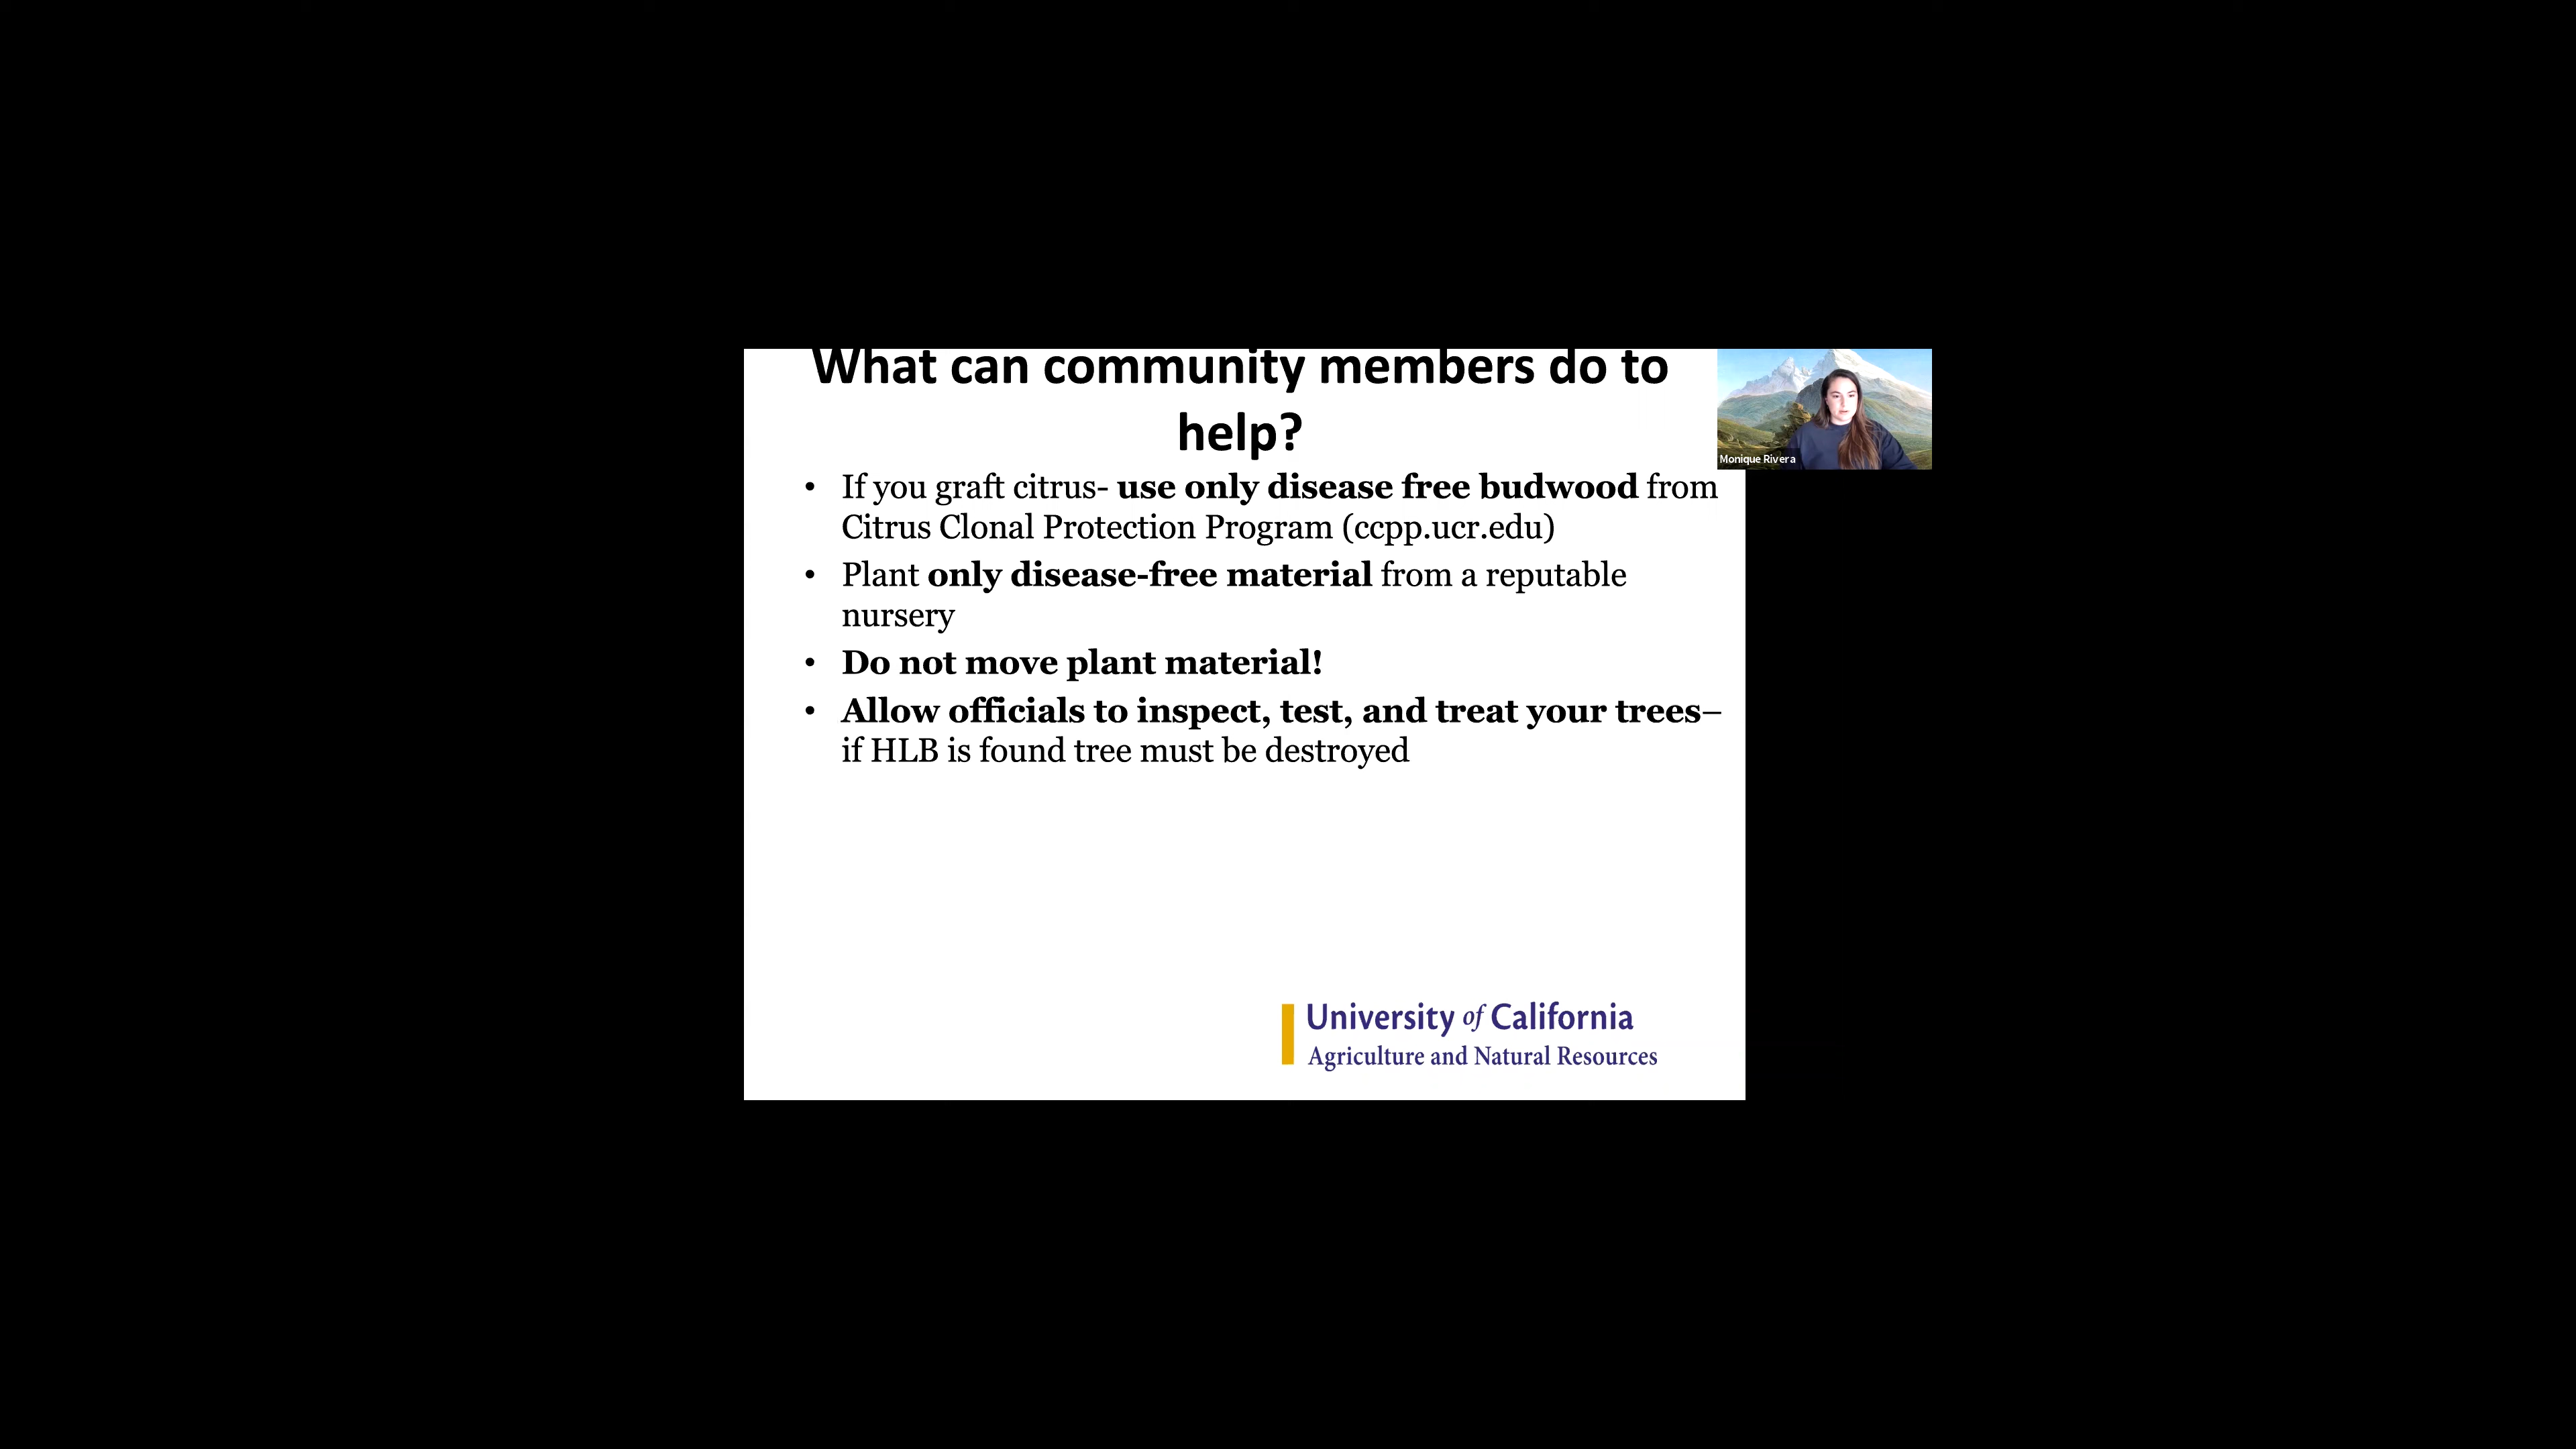 What can community members do to
help?
Monique Rivera
• If you graft citrus- use only disease free budwood from
Citrus Clonal Protection Program (ccpp.ucr.edu)
• Plant only disease-free material from a reputable
nursery
• Do not move plant material!
• Allow officials to inspect, test, and treat your trees–
if HLB is found tree must be destroyed
University of California
Agriculture and Natural Resources